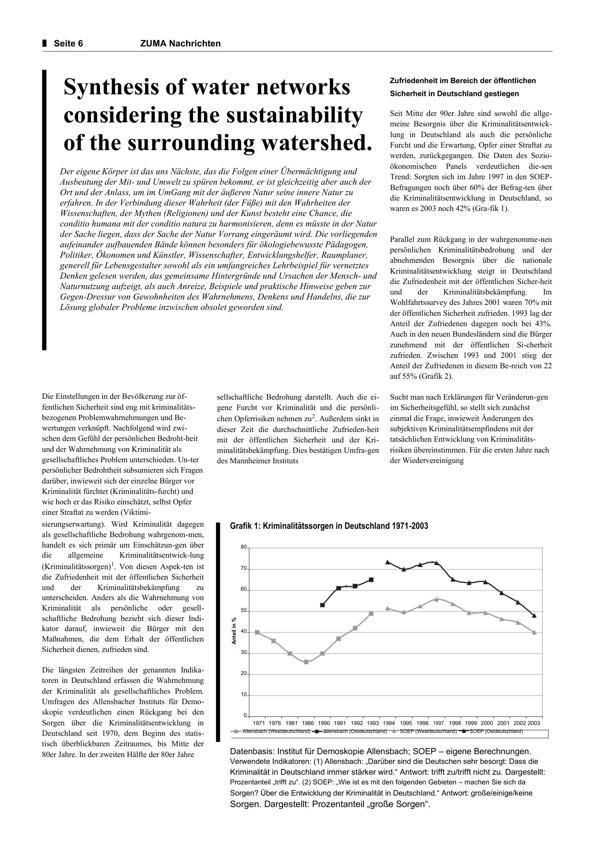 Seite 6
ZUMA Nachrichten
Synthesis of water networks
considering the sustainability
of the surrounding watershed.
Der eigene Körper ist das uns Nächste, das die Folgen einer Übermächtigung und
Ausbeutung der Mit- und Umwelt zu spüren bekommt, er ist gleichzeitig aber auch der
Ort und der Anlass, um im UmGang mit der äußeren Natur seine innere Natur zu
erfahren. In der Verbindung dieser Wahrheit (der Füße) mit den Wahrheiten der
Wissenschaften, der Mythen (Religionen) und der Kunst besteht eine Chance, die
conditio humana mit der conditio natura zu harmonisieren, denn es müsste in der Natur
der Sache liegen, dass der Sache der Natur Vorrang eingeräumt wird. Die vorliegenden
aufeinander aufbauenden Bände können besonders für ökologiebewusste Pädagogen,
Politiker, Ökonomen und Künstler, Wissenschafter, Entwicklungshelfer, Raumplaner,
generell für Lebensgestalter sowohl als ein umfangreiches Lehrbeispiel für vernetztes
Denken gelesen werden, das gemeinsame Hintergründe und Ursachen der Mensch- und
Naturnutzung aufzeigt, als auch Anreize, Beispiele und praktische Hinweise geben zur
Gegen-Dressur von Gewohnheiten des Wahrnehmens, Denkens und Handelns, die zur
Lösung globaler Probleme inzwischen obsolet geworden sind.
Zufriedenheit im Bereich der öffentlichen
Sicherheit in Deutschland gestiegen
Seit Mitte der 90er Jahre sind sowohl die allge-
meine Besorgnis über die Kriminalitätsentwick-
lung in Deutschland als auch die persönliche
Furcht und die Erwartung, Opfer einer Straftat zu
werden, zurückgegangen. Die Daten des Sozio-
ökonomischen Panels verdeutlichen die-sen
Trend: Sorgten sich im Jahre 1997 in den SOEP-
Befragungen noch über 60% der Befrag-ten über
die Kriminalitätsentwicklung in Deutschland, so
waren es 2003 noch 42% (Gra-fik 1).
Parallel zum Rückgang in der wahrgenomme-nen
persönlichen Kriminalitätsbedrohung und der
abnehmenden Besorgnis über die nationale
Kriminalitätsentwicklung steigt in Deutschland
die Zufriedenheit mit der öffentlichen Sicher-heit
und der Kriminalitätsbekämpfung. Im
Wohlfahrtssurvey des Jahres 2001 waren 70% mit
der öffentlichen Sicherheit zufrieden. 1993 lag der
Anteil der Zufriedenen dagegen noch bei 43%.
Auch in den neuen Bundesländern sind die Bürger
zunehmend mit der öffentlichen Si-cherheit
zufrieden. Zwischen 1993 und 2001 stieg der
Anteil der Zufriedenen in diesem Be-reich von 22
auf 55% (Grafik 2).
Die Einstellungen in der Bevölkerung zur öf-
fentlichen Sicherheit sind eng mit kriminalitäts-
bezogenen Problemwahrnehmungen und Be-
wertungen verknüpft. Nachfolgend wird zwi-
schen dem Gefühl der persönlichen Bedroht-heit
und der Wahrnehmung von Kriminalität als
gesellschaftliches Problem unterschieden. Un-ter
persönlicher Bedrohtheit subsumieren sich Fragen
darüber, inwieweit sich der einzelne Bürger vor
Kriminalität fürchtet (Kriminalitäts-furcht) und
wie hoch er das Risiko einschätzt, selbst Opfer
einer Straftat zu werden (Viktimi-
sierungserwartung). Wird Kriminalität dagegen
als gesellschaftliche Bedrohung wahrgenom-men,
handelt es sich primär um Einschätzun-gen über
die allgemeine Kriminalitätsentwick-lung
(Kriminalitätssorgen)1. Von diesen Aspek-ten ist
die Zufriedenheit mit der öffentlichen Sicherheit
und der Kriminalitätsbekämpfung zu
unterscheiden. Anders als die Wahrnehmung von
Kriminalität als persönliche oder gesell-
schaftliche Bedrohung bezieht sich dieser Indi-
kator darauf, inwieweit die Bürger mit den
Maßnahmen, die dem Erhalt der öffentlichen
Sicherheit dienen, zufrieden sind.
Die längsten Zeitreihen der genannten Indika-
toren in Deutschland erfassen die Wahrnehmung
der Kriminalität als gesellschaftliches Problem.
Umfragen des Allensbacher Instituts für Demo-
skopie verdeutlichen einen Rückgang bei den
Sorgen über die Kriminalitätsentwicklung in
Deutschland seit 1970, dem Beginn des statis-
tisch überblickbaren Zeitraumes, bis Mitte der
80er Jahre. In der zweiten Hälfte der 80er Jahre
sellschaftliche Bedrohung darstellt. Auch die ei-
gene Furcht vor Kriminalität und die persönli-
chen Opferrisiken nehmen zu2. Außerdem sinkt in
dieser Zeit die durchschnittliche Zufrieden-heit
mit der öffentlichen Sicherheit und der Kri-
minalitätsbekämpfung. Dies bestätigen Umfra-gen
des Mannheimer Instituts
Sucht man nach Erklärungen für Veränderun-gen
im Sicherheitsgefühl, so stellt sich zunächst
einmal die Frage, inwieweit Änderungen des
subjektiven Kriminalitätsempfindens mit der
tatsächlichen Entwicklung von Kriminalitäts-
risiken übereinstimmen. Für die ersten Jahre nach
der Wiedervereinigung
Grafik 1: Kriminalitätssorgen in Deutschland 1971-2003
80
70
60
50
40
30
20
10
0
Anteil in %
1971 1976 1981 1986 1990 1991 1992 1993 1994 1995 1996 1997 1998 1999 2000 2001 2002 2003
Allensbach (Westdeutschland) Allensbach (Ostdeutschland) SOEP (Westdeutschland) SOEP (Ostdeutschland)
Datenbasis: Institut für Demoskopie Allensbach; SOEP – eigene Berechnungen.
Verwendete Indikatoren: (1) Allensbach: „Darüber sind die Deutschen sehr besorgt: Dass die
Kriminalität in Deutschland immer stärker wird.“ Antwort: trifft zu/trifft nicht zu. Dargestellt:
Prozentanteil „trifft zu“. (2) SOEP: „Wie ist es mit den folgenden Gebieten – machen Sie sich da
Sorgen? Über die Entwicklung der Kriminalität in Deutschland.“ Antwort: große/einige/keine
Sorgen. Dargestellt: Prozentanteil „große Sorgen“.